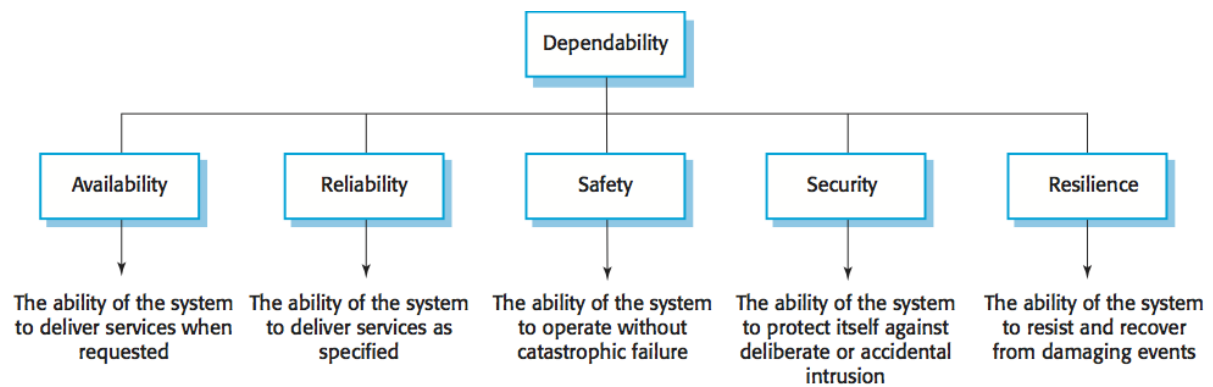 Dependability
Availability
Reliability
Safety
Security
Resilience
The ability of the system
to deliver services when
requested
The ability of the system
to deliver services as
specified
The ability of the system
to operate without
catastrophic failure
The ability of the system
to protect itself against
deliberate or accidental
intrusion
The ability of the system
to resist and recover
from damaging events